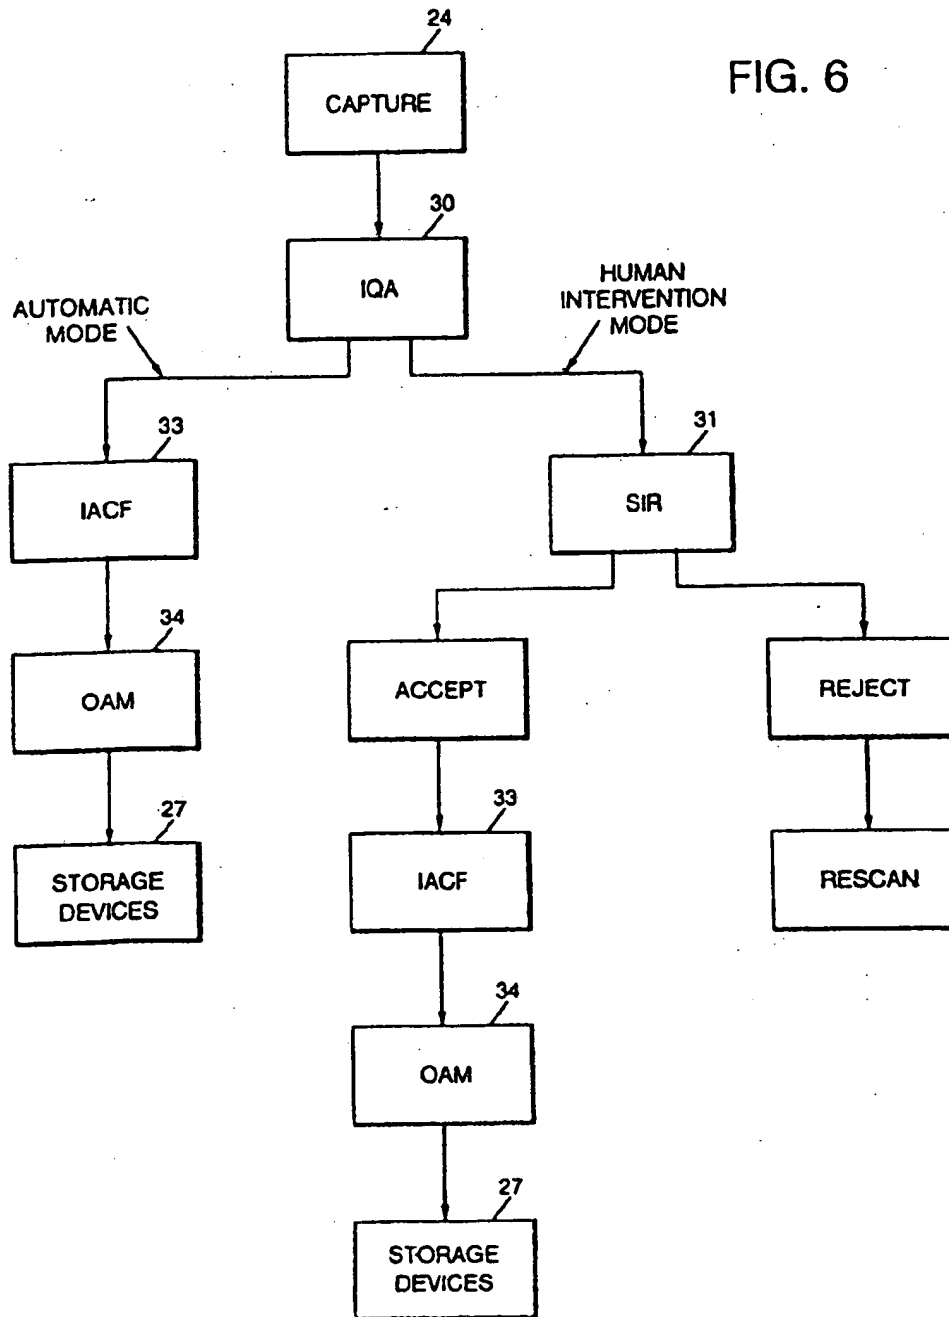 24
FIG. 6
CAPTURE
30
IQA
AUTOMATIC
MODE
HUMAN
INTERVENTION
MODE
33
IACF
31
SIR
34
OAM
ACCEPT
REJECT
27
STORAGE
DEVICES
33
IACF
RESCAN
34
OAM
27
STORAGE
DEVICES